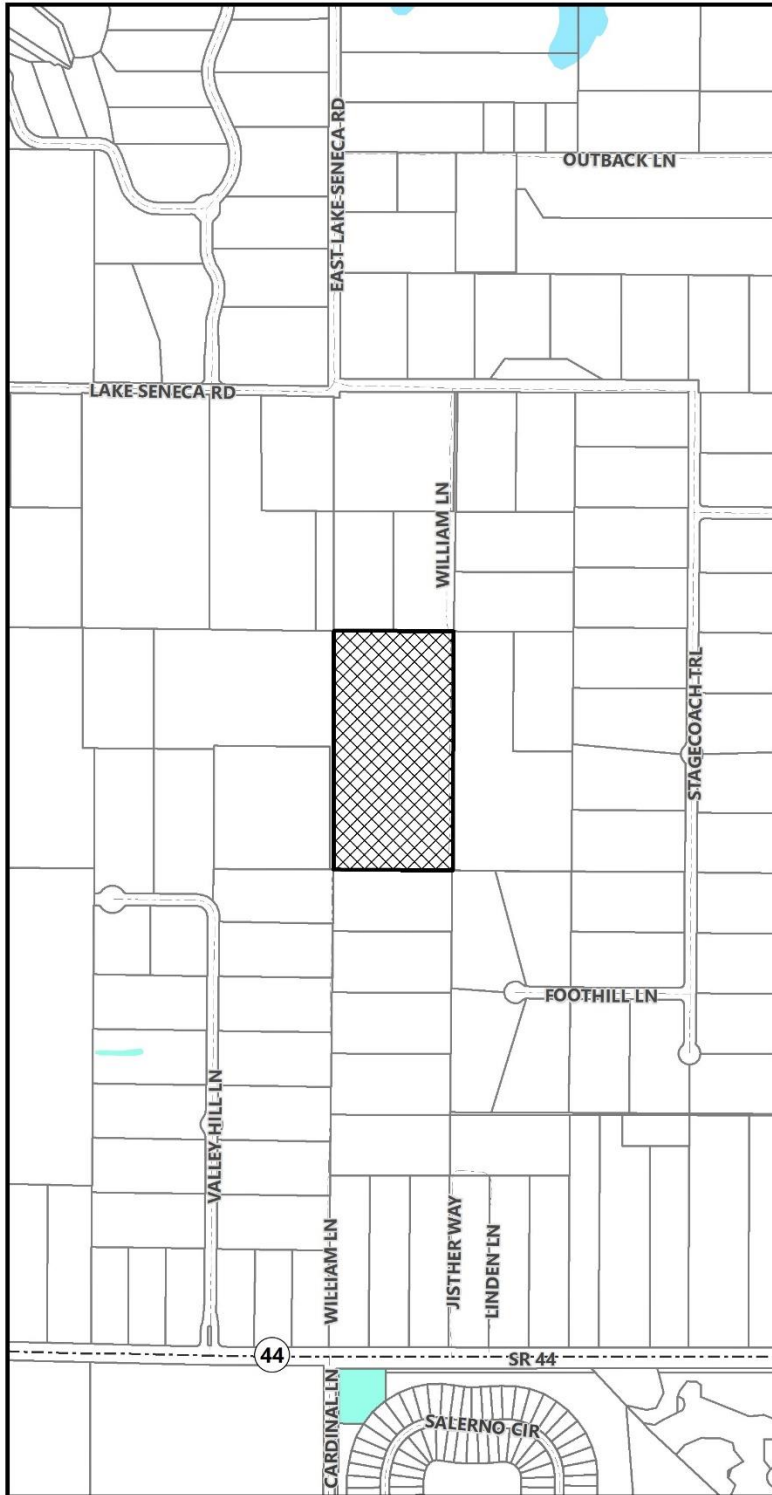 EAST LAKE SENECA RD
OUTBACK LN
LAKE SENECA RD
WILLIAM LN
STAGECOACH TRL
FOOTHILL LN
VALLEY HILL LN
WILLIAM LN
JISTHER WAY
LINDEN LN
44
SR 44
CARDINAL LN
SALERNO CIR